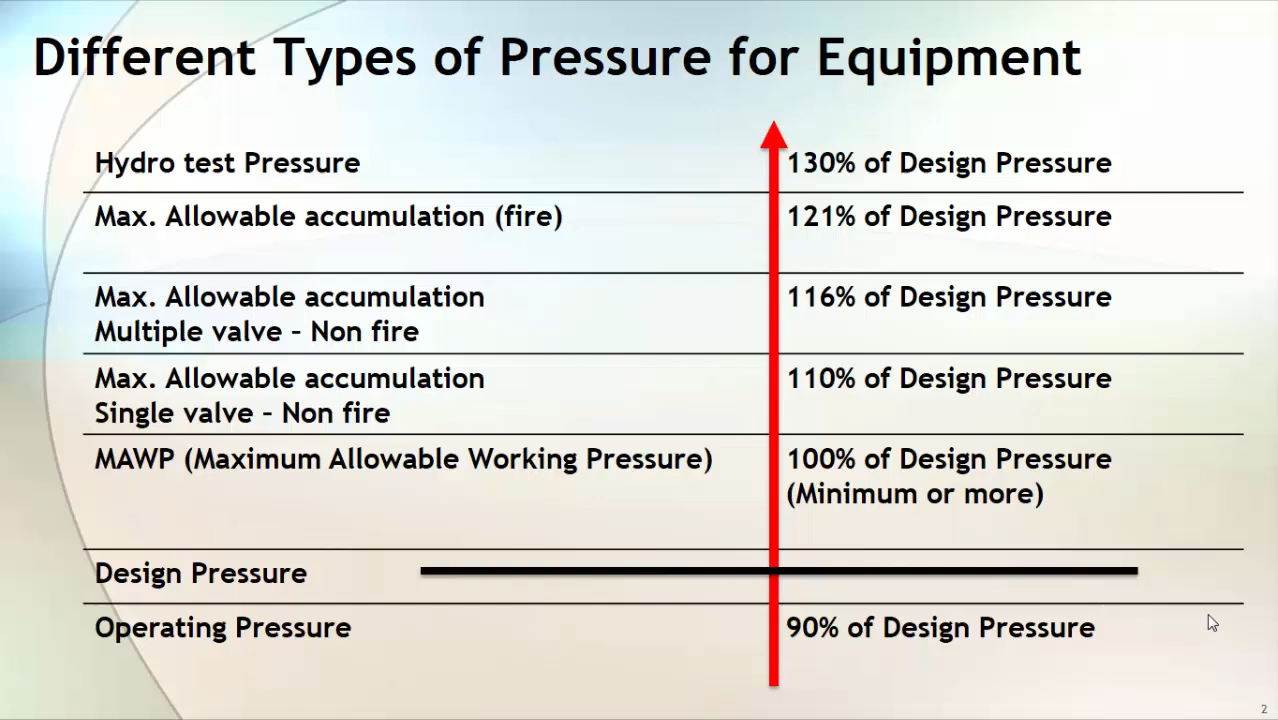 Different Types of Pressure for Equipment
Hydro test Pressure
130% of Design Pressure
Max. Allowable accumulation (fire)
121% of Design Pressure
Max. Allowable accumulation
Multiple valve – Non fire
116% of Design Pressure
Max. Allowable accumulation
Single valve – Non fire
110% of Design Pressure
MAWP (Maximum Allowable Working Pressure)
100% of Design Pressure
(Minimum or more)
Design Pressure
Operating Pressure
90% of Design Pressure
2